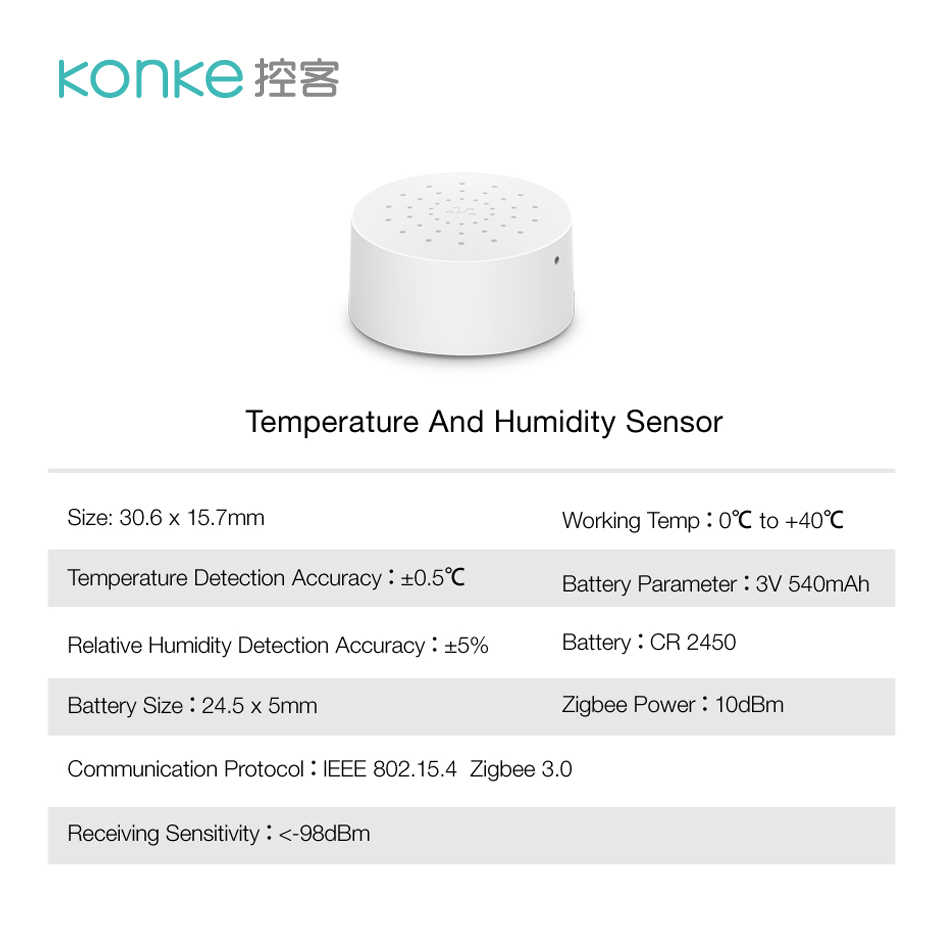 konke 控客
Temperature And Humidity Sensor
Size: 30.6 x 15.7mm
Working Temp：0℃ to +40℃
Temperature Detection Accuracy：±0.5℃
Battery Parameter：3V 540mAh
Relative Humidity Detection Accuracy：±5%
Battery：CR 2450
Battery Size：24.5 x 5mm
Zigbee Power：10dBm
Communication Protocol：IEEE 802.15.4 Zigbee 3.0
Receiving Sensitivity：<-98dBm